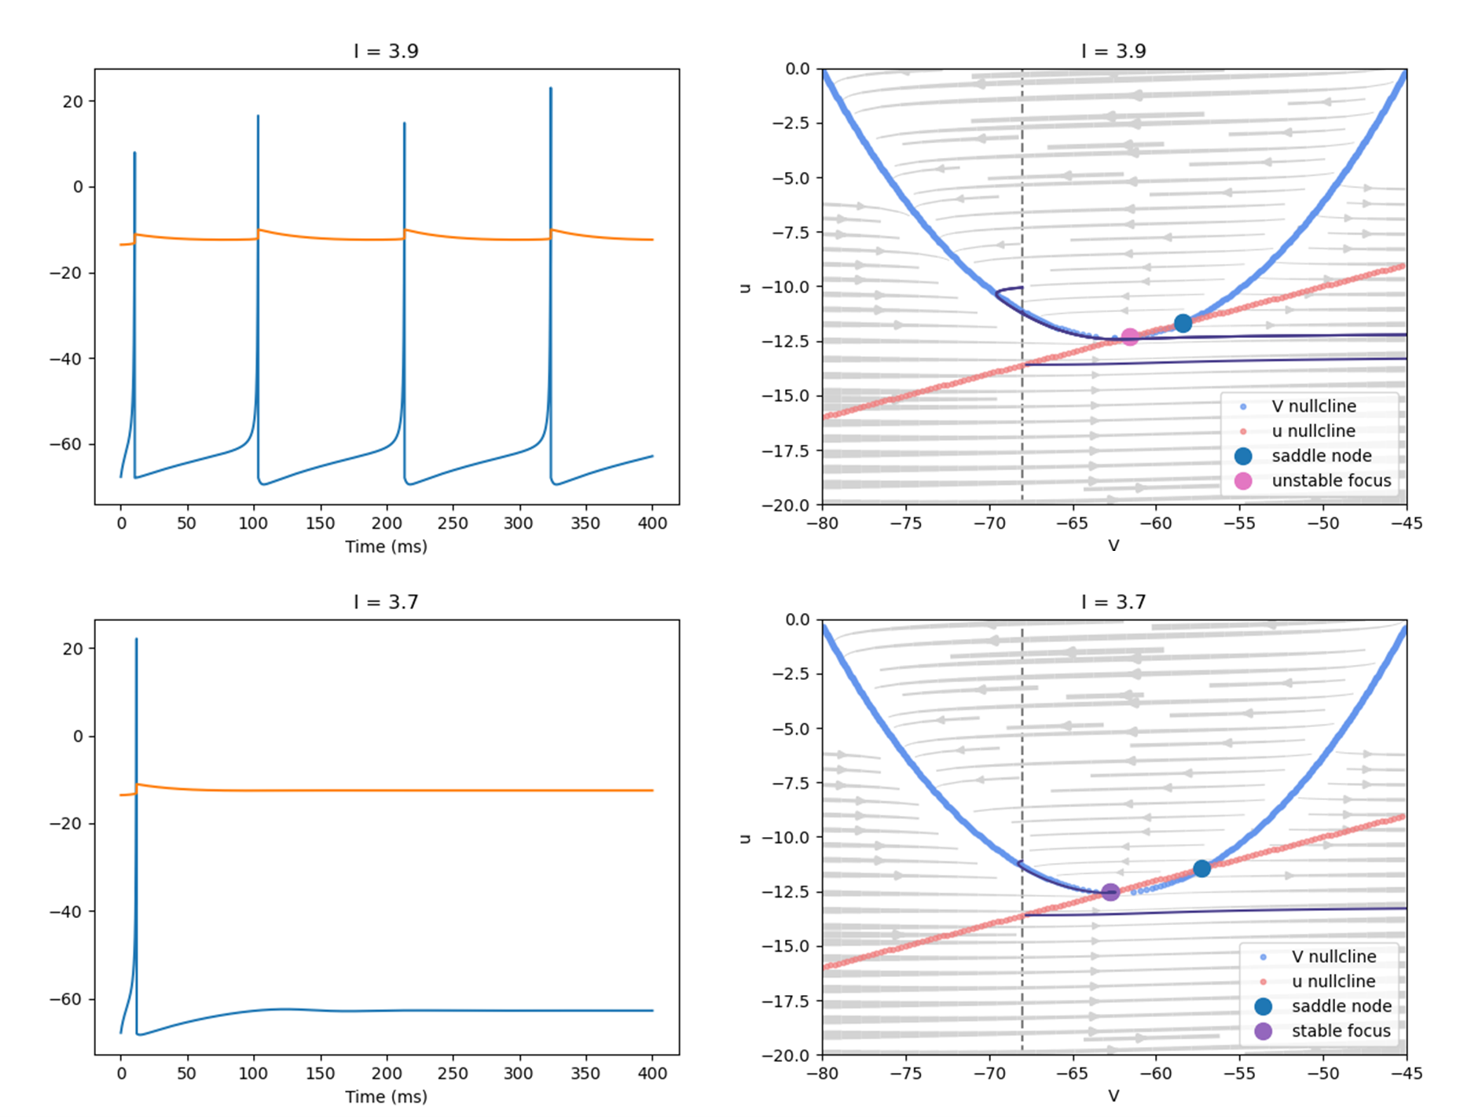 I = 3.9
20
0
−20
−40
−60
0 50 100 150 200 250 300 350 400
Time (ms)
I = 3.9
0.0
−2.5
−5.0
−7.5
−10.0
−12.5
−15.0
−17.5
−20.0
u
−80 −75 −70 −65 −60 −55 −50 −45
V
V nullcline
u nullcline
saddle node
unstable focus
I = 3.7
20
0
−20
−40
−60
0 50 100 150 200 250 300 350 400
Time (ms)
I = 3.7
0.0
−2.5
−5.0
−7.5
−10.0
−12.5
−15.0
−17.5
−20.0
u
−80 −75 −70 −65 −60 −55 −50 −45
V
V nullcline
u nullcline
saddle node
stable focus